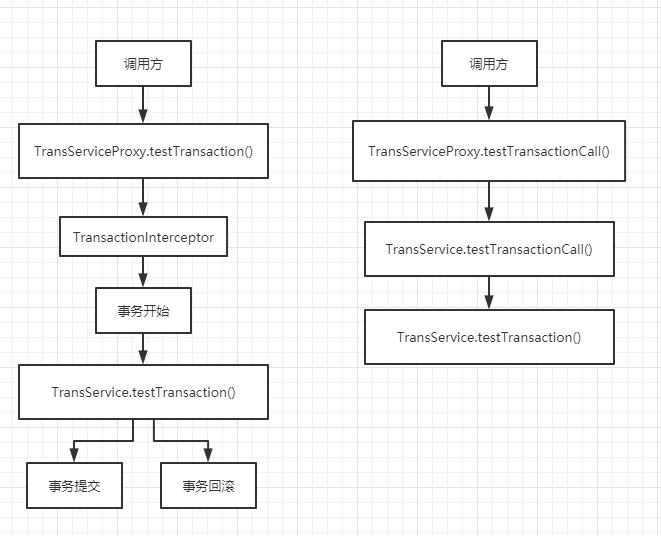 调用方
TransServiceProxy.testTransaction()
TransactionInterceptor
事务开始
TransService.testTransaction()
事务提交
事务回滚
调用方
TransServiceProxy.testTransactionCall()
TransService.testTransactionCall()
TransService.testTransaction()